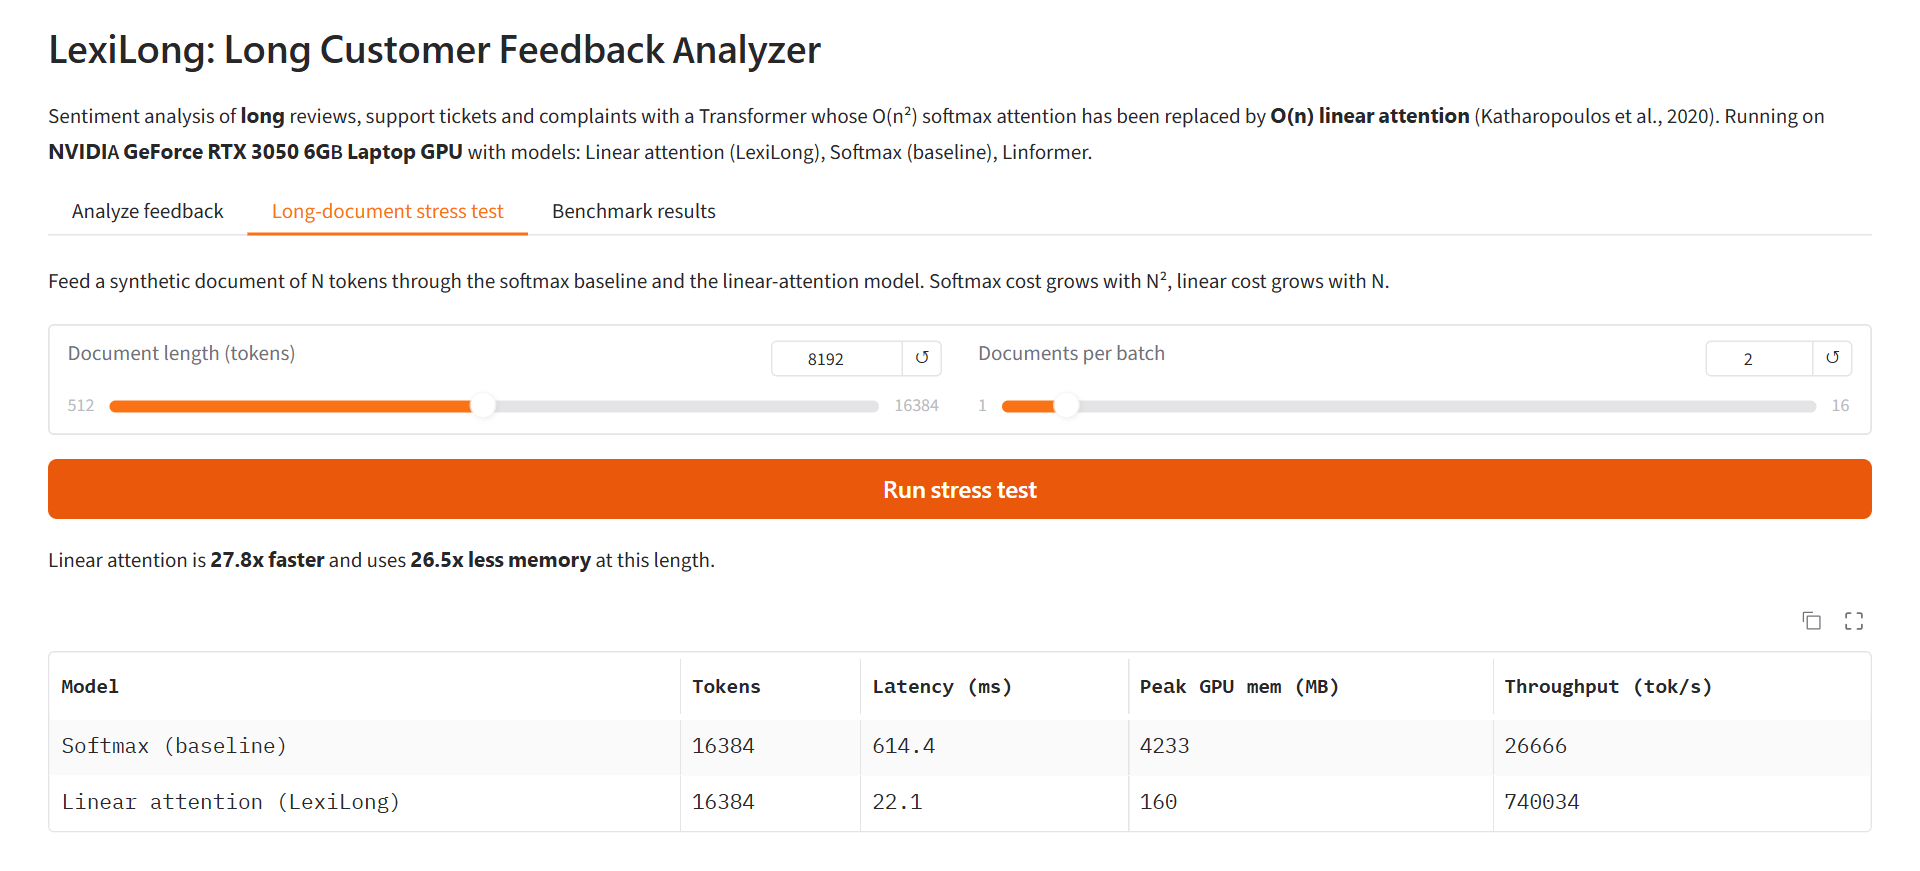 LexiLong: Long Customer Feedback Analyzer
Sentiment analysis of long reviews, support tickets and complaints with a Transformer whose O(n²) softmax attention has been replaced by O(n) linear attention (Katharopoulos et al., 2020). Running on
NVIDIA GeForce RTX 3050 6GB Laptop GPU with models: Linear attention (LexiLong), Softmax (baseline), Linformer.
Analyze feedback Long-document stress test Benchmark results
Feed a synthetic document of N tokens through the softmax baseline and the linear-attention model. Softmax cost grows with N², linear cost grows with N.
Document length (tokens) 8192 ↺ Documents per batch 2 ↺
512 16384 1 16
Run stress test
Linear attention is 27.8x faster and uses 26.5x less memory at this length.
Model Tokens Latency (ms) Peak GPU mem (MB) Throughput (tok/s)
Softmax (baseline) 16384 614.4 4233 26666
Linear attention (LexiLong) 16384 22.1 160 740034